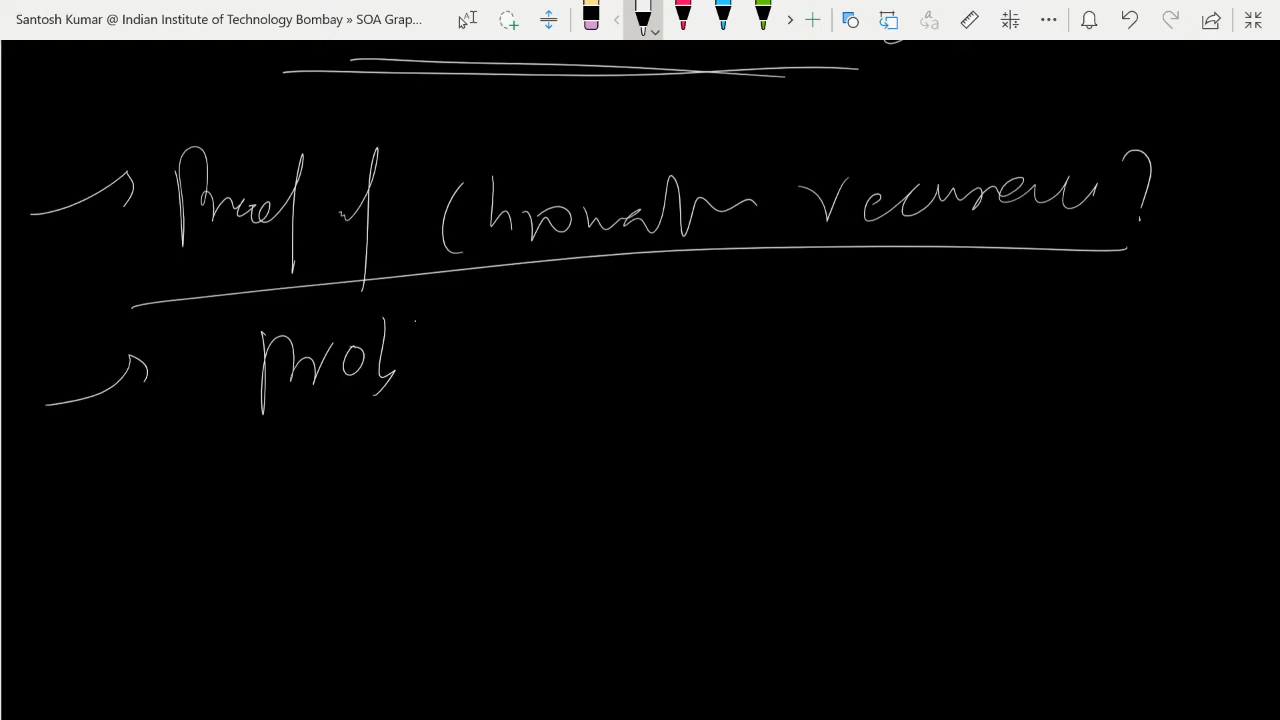 Santosh Kumar @ Indian Institute of Technology Bombay » SOA Grap...
Proof of Chromatic recurrence?
prob